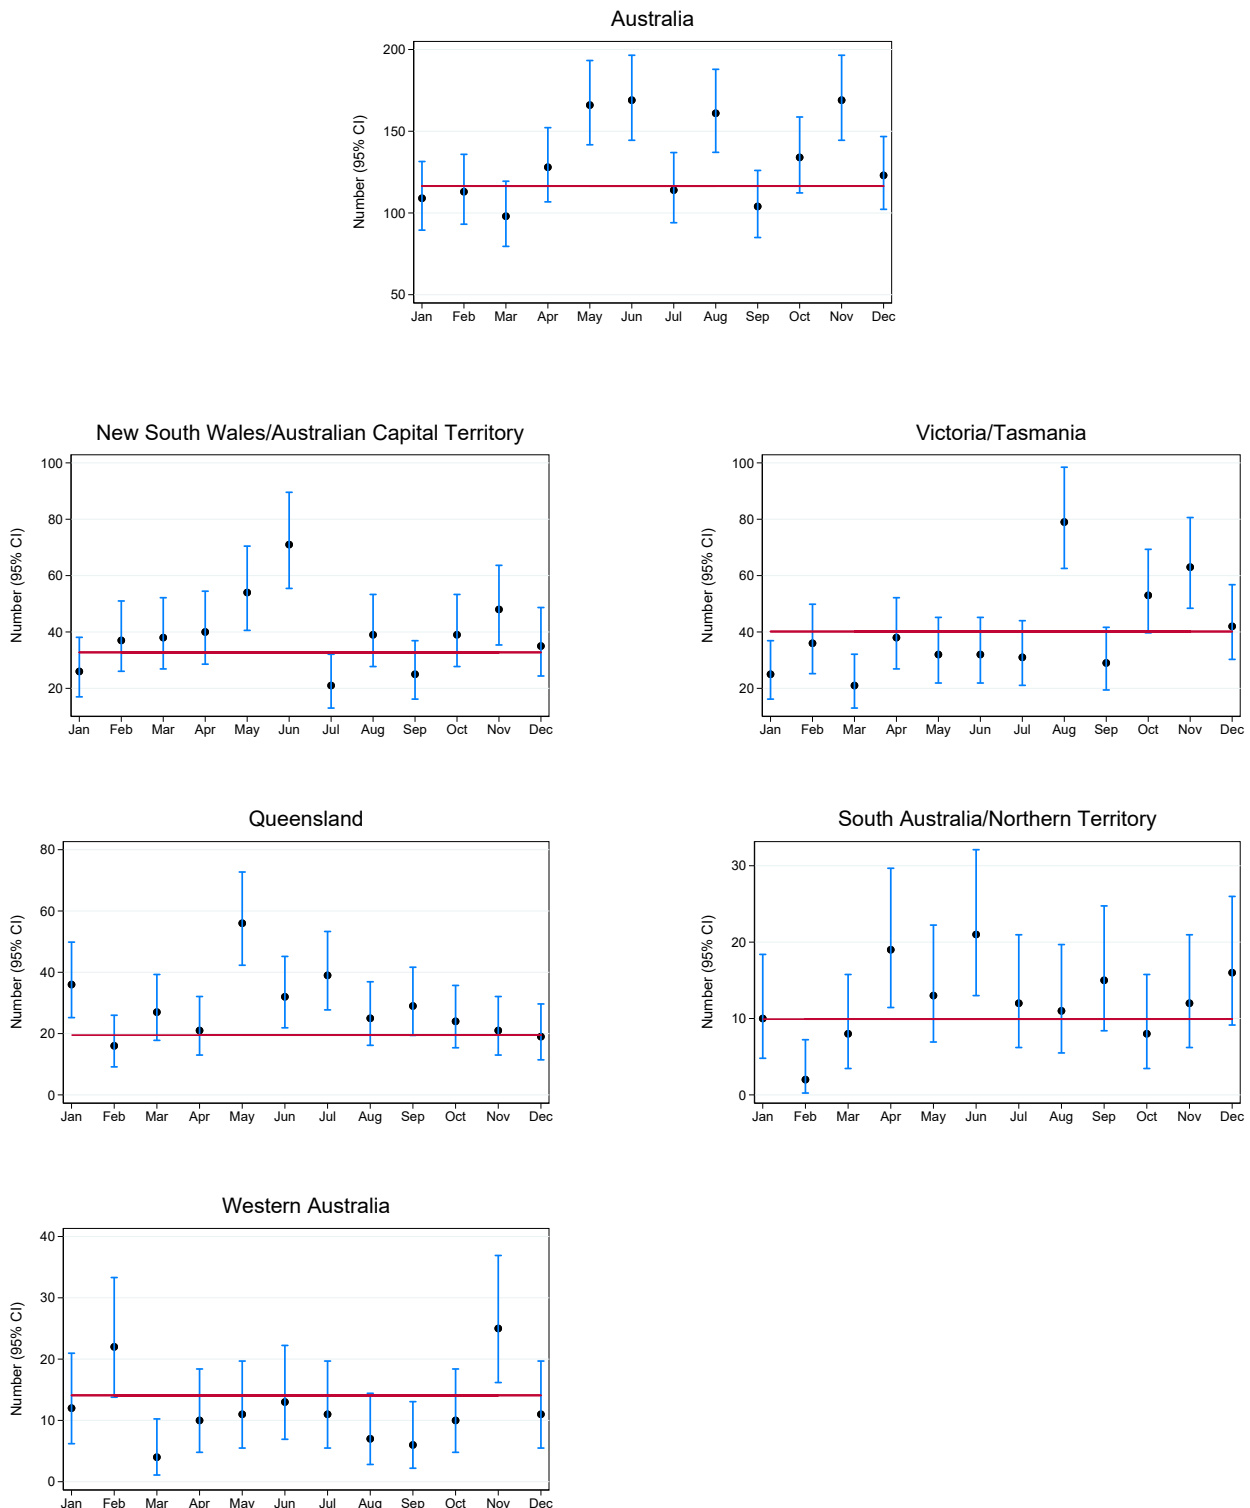 Australia
Number (95% CI)
200
150
100
50
Jan Feb Mar Apr May Jun Jul Aug Sep Oct Nov Dec
New South Wales/Australian Capital Territory
Number (95% CI)
100
80
60
40
20
Jan Feb Mar Apr May Jun Jul Aug Sep Oct Nov Dec
Victoria/Tasmania
Number (95% CI)
100
80
60
40
20
Jan Feb Mar Apr May Jun Jul Aug Sep Oct Nov Dec
Queensland
Number (95% CI)
80
60
40
20
0
Jan Feb Mar Apr May Jun Jul Aug Sep Oct Nov Dec
South Australia/Northern Territory
Number (95% CI)
30
20
10
0
Jan Feb Mar Apr May Jun Jul Aug Sep Oct Nov Dec
Western Australia
Number (95% CI)
40
30
20
10
0
Jan Feb Mar Apr May Jun Jul Aug Sep Oct Nov Dec